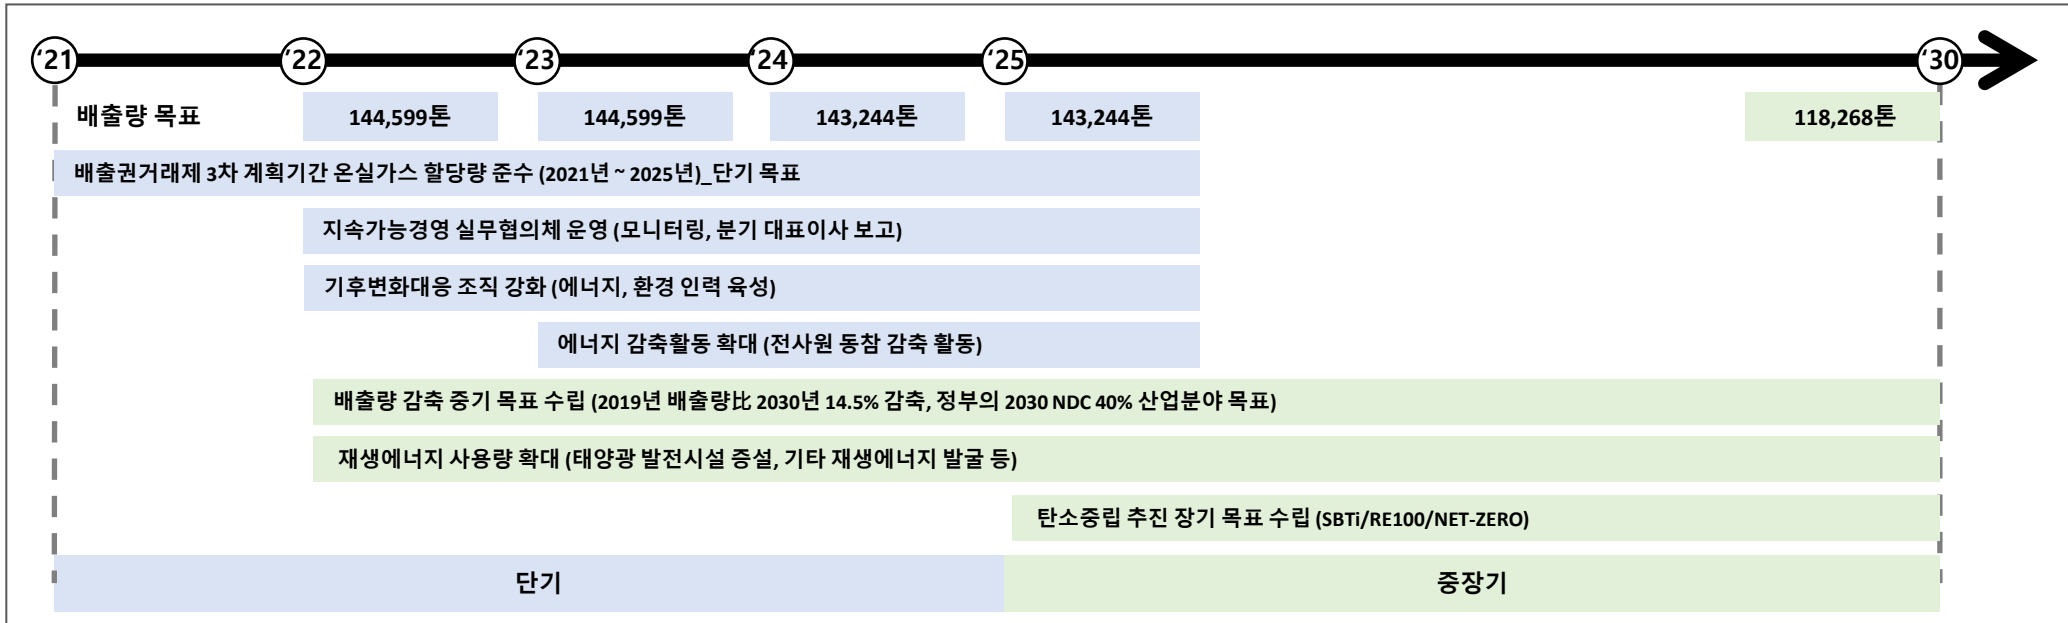 ‘21 ‘22 ‘23 ‘24 ‘25 ‘30
배출량 목표 144,599톤 144,599톤 143,244톤 143,244톤 118,268톤
배출권거래제 3차 계획기간 온실가스 할당량 준수 (2021년 ~ 2025년)_단기 목표
지속가능경영 실무협의체 운영 (모니터링, 분기 대표이사 보고)
기후변화대응 조직 강화 (에너지, 환경 인력 육성)
에너지 감축활동 확대 (전사원 동참 감축 활동)
배출량 감축 중기 목표 수립 (2019년 배출량比 2030년 14.5% 감축, 정부의 2030 NDC 40% 산업분야 목표)
재생에너지 사용량 확대 (태양광 발전시설 증설, 기타 재생에너지 발굴 등)
탄소중립 추진 장기 목표 수립 (SBTi/RE100/NET-ZERO)
단기 중장기